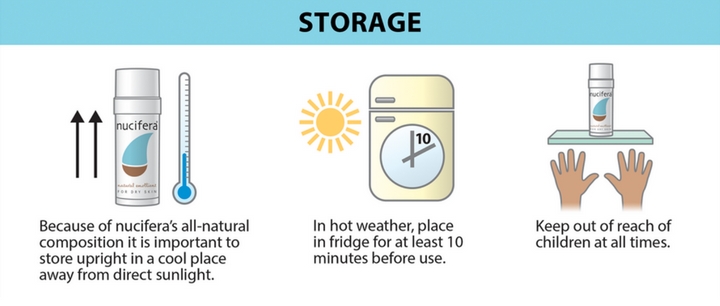 STORAGE
nucifera
natural emollient
FOR DRY SKIN
10
nucifera
Because of nucifera's all-natural
composition it is important to
store upright in a cool place
away from direct sunlight.
In hot weather, place
in fridge for at least 10
minutes before use.
Keep out of reach of
children at all times.